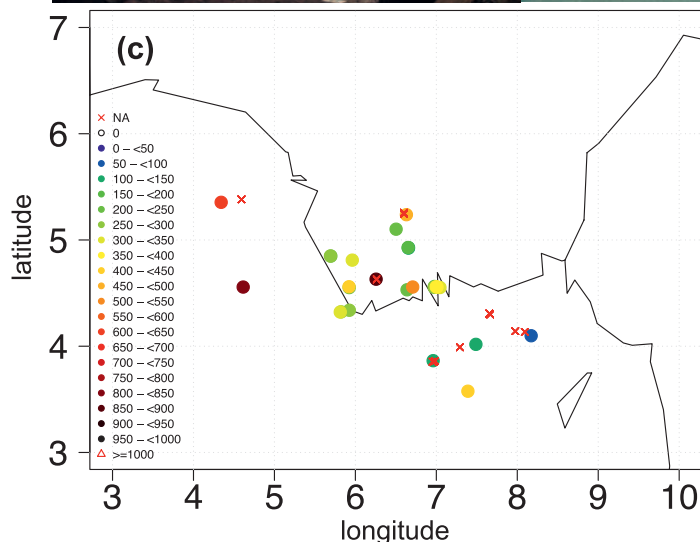 (c)
7
6
5
4
3
latitude
× NA
0
0 – <50
50 – <100
100 – <150
150 – <200
200 – <250
250 – <300
300 – <350
350 – <400
400 – <450
450 – <500
500 – <550
550 – <600
600 – <650
650 – <700
700 – <750
750 – <800
800 – <850
850 – <900
900 – <950
950 – <1000
>=1000
3 4 5 6 7 8 9 10
longitude